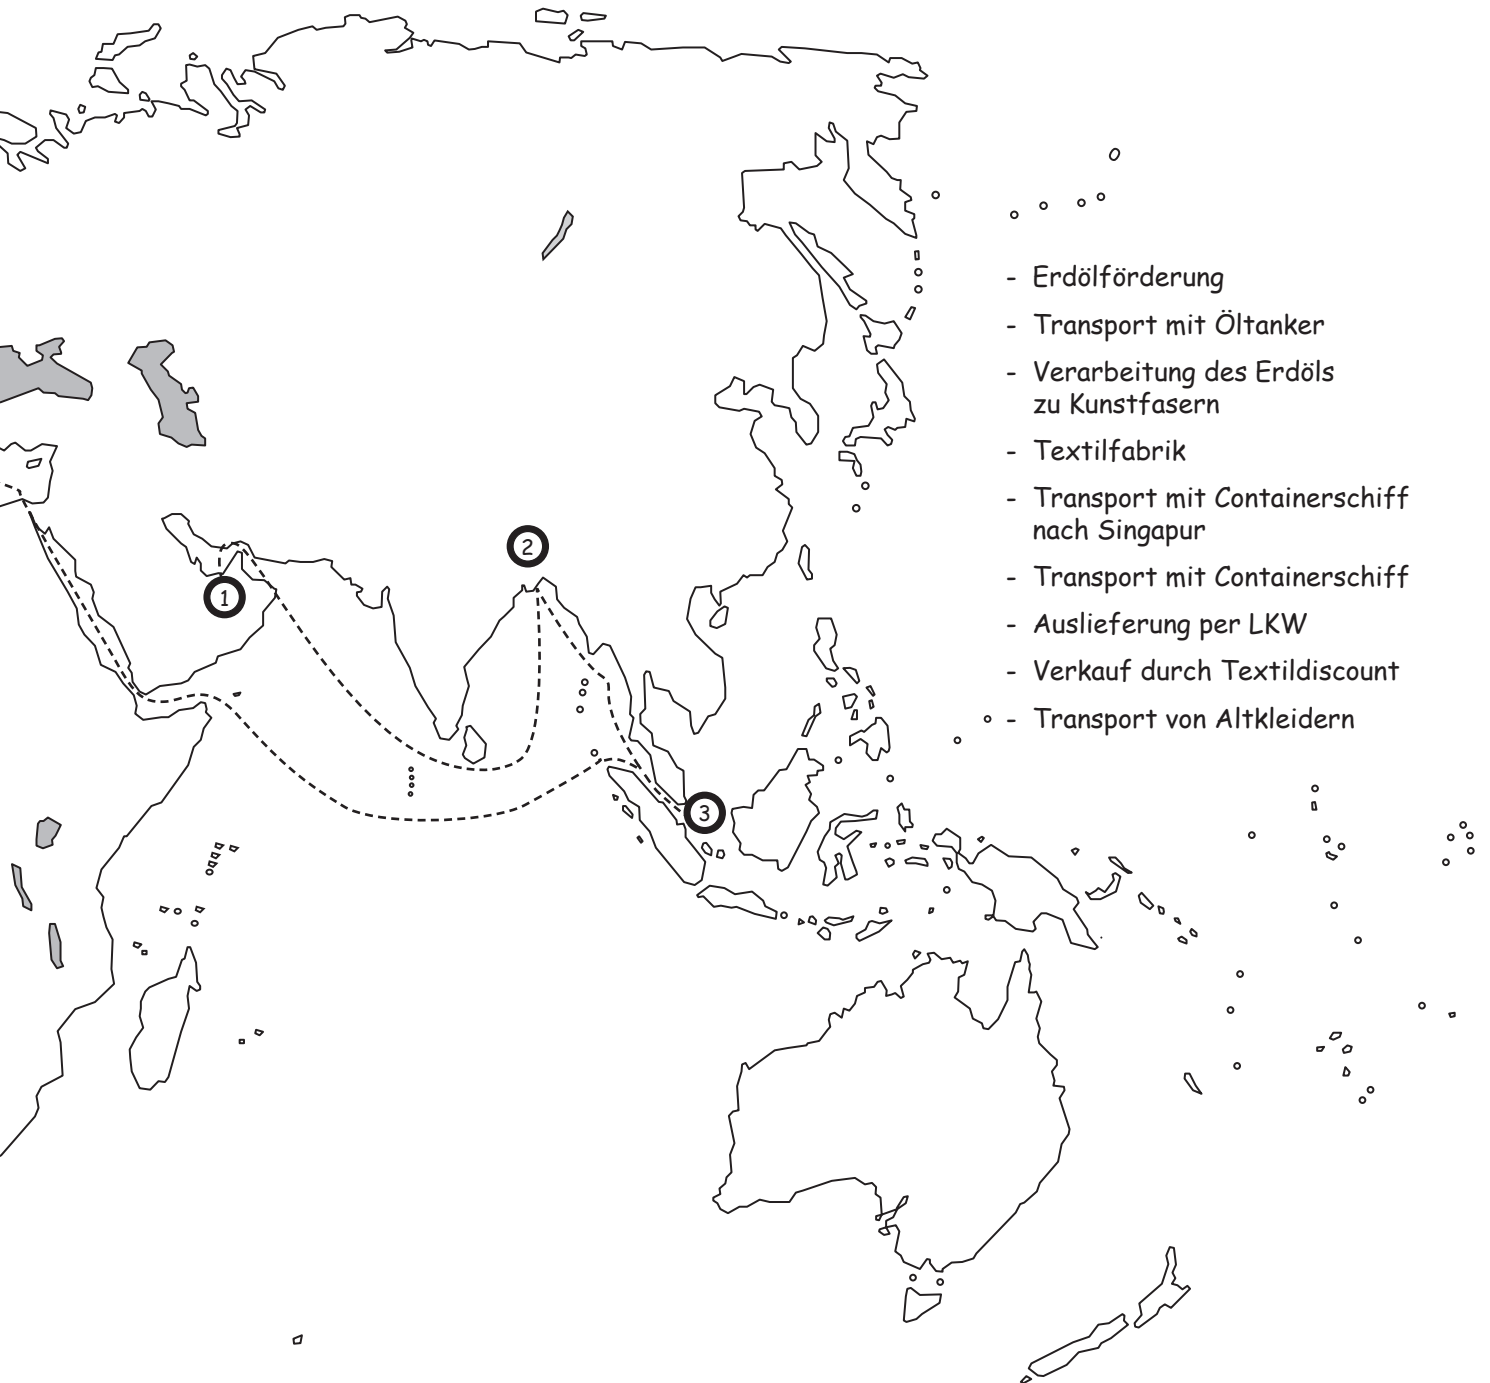 - Erdölförderung
- Transport mit Öltanker
- Verarbeitung des Erdöls
zu Kunstfasern
- Textilfabrik
- Transport mit Containerschiff
nach Singapur
- Transport mit Containerschiff
- Auslieferung per LKW
- Verkauf durch Textildiscount
- Transport von Altkleidern
2
1
3